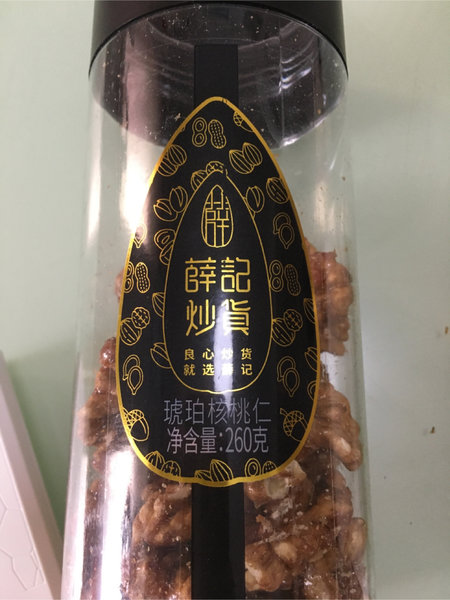 薛
薛記
炒貨
良心炒货
就选薛记
琥珀核桃仁
净含量:260克